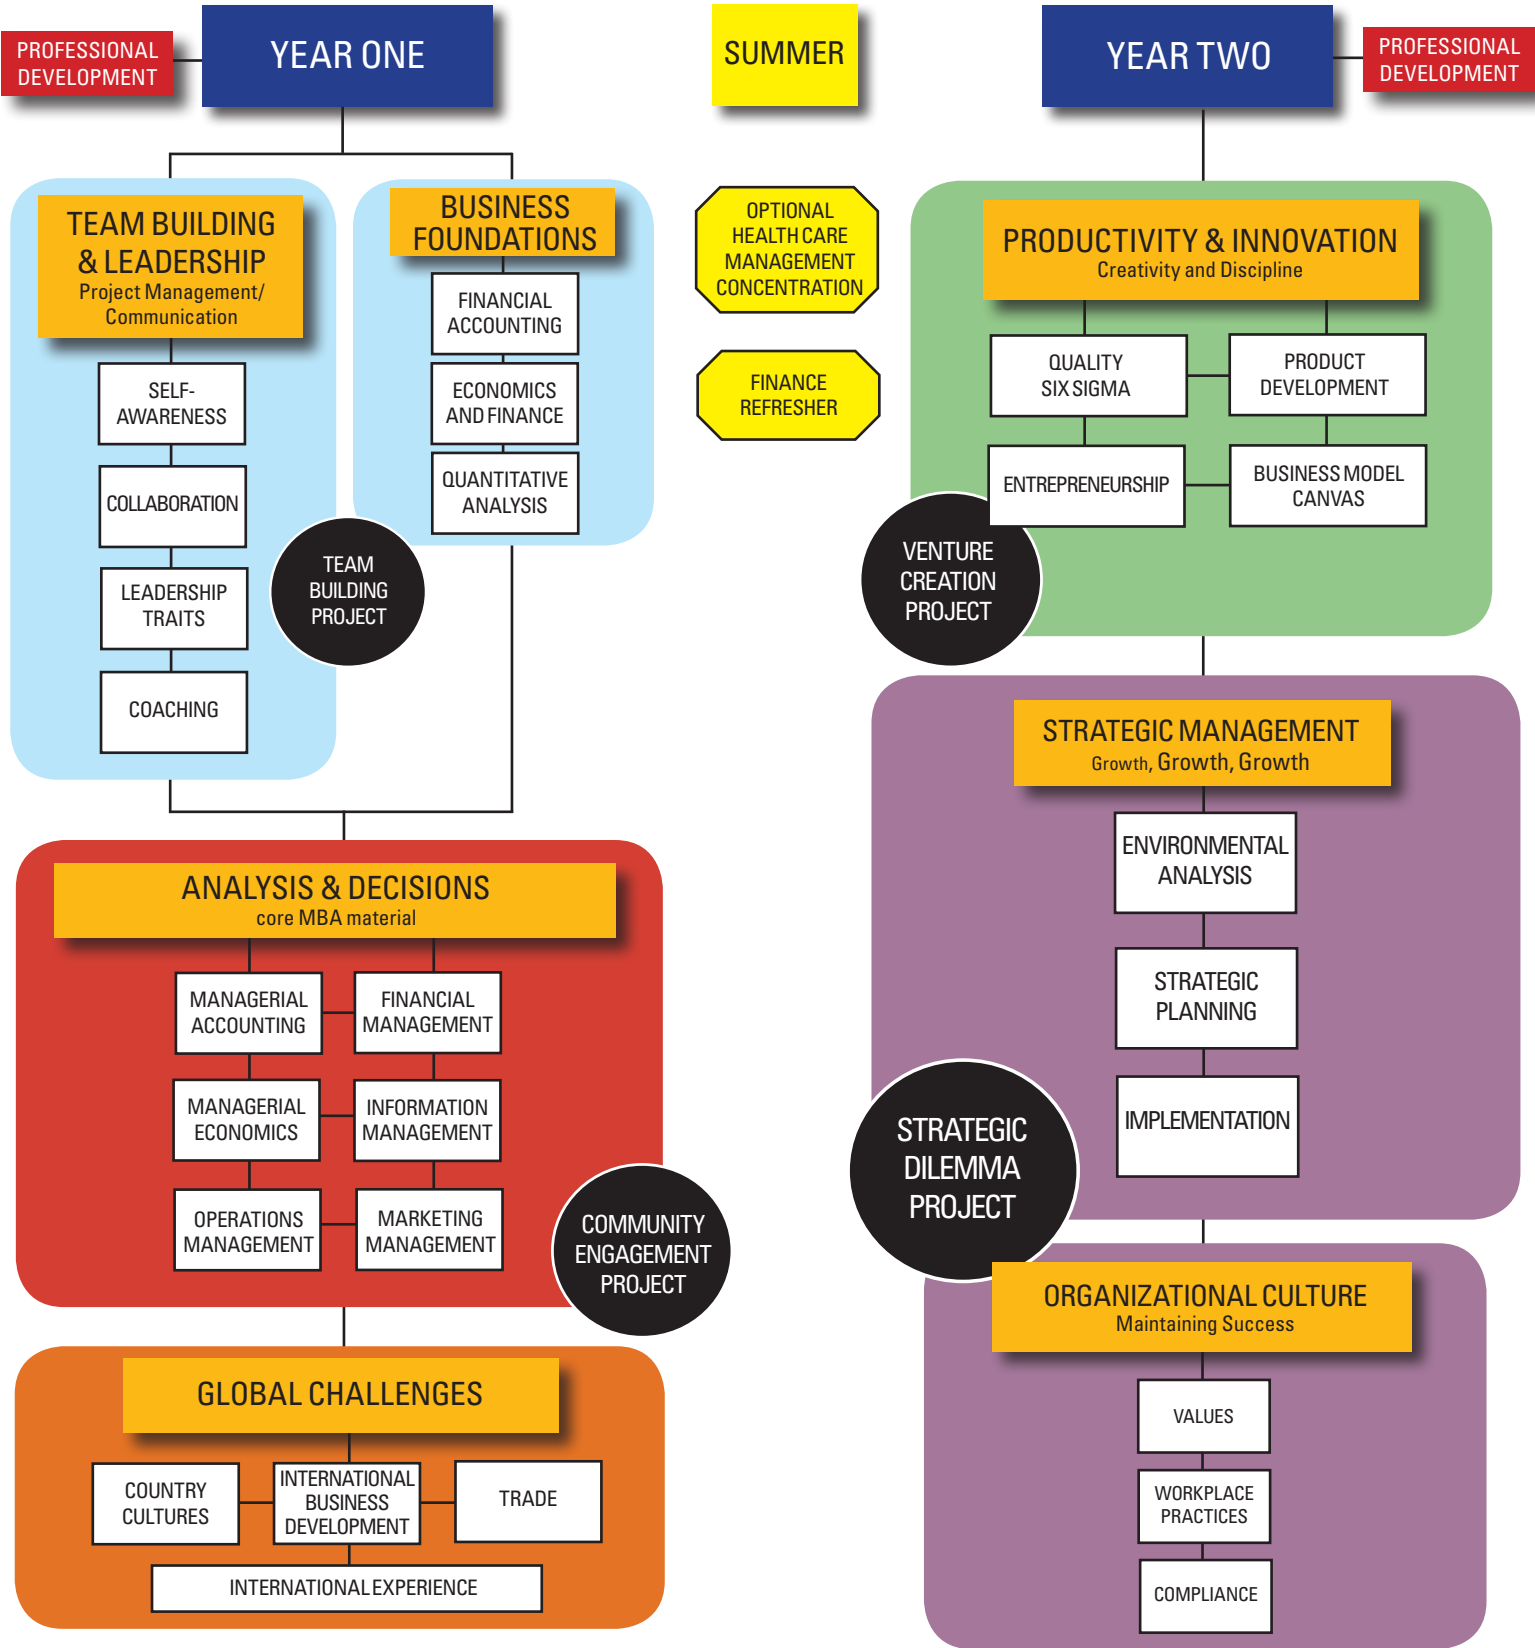 PROFESSIONAL
DEVELOPMENT
YEAR ONE
SUMMER
YEAR TWO
PROFESSIONAL
DEVELOPMENT
TEAM BUILDING
& LEADERSHIP
Project Management/
Communication
SELF-
AWARENESS
COLLABORATION
LEADERSHIP
TRAITS
COACHING
BUSINESS
FOUNDATIONS
FINANCIAL
ACCOUNTING
ECONOMICS
AND FINANCE
QUANTITATIVE
ANALYSIS
TEAM
BUILDING
PROJECT
ANALYSIS & DECISIONS
core MBA material
MANAGERIAL
ACCOUNTING
FINANCIAL
MANAGEMENT
MANAGERIAL
ECONOMICS
INFORMATION
MANAGEMENT
OPERATIONS
MANAGEMENT
MARKETING
MANAGEMENT
COMMUNITY
ENGAGEMENT
PROJECT
GLOBAL CHALLENGES
COUNTRY
CULTURES
INTERNATIONAL
BUSINESS
DEVELOPMENT
TRADE
INTERNATIONAL EXPERIENCE
OPTIONAL
HEALTH CARE
MANAGEMENT
CONCENTRATION
FINANCE
REFRESHER
PRODUCTIVITY & INNOVATION
Creativity and Discipline
QUALITY
SIX SIGMA
PRODUCT
DEVELOPMENT
ENTREPRENEURSHIP
BUSINESS MODEL
CANVAS
VENTURE
CREATION
PROJECT
STRATEGIC MANAGEMENT
Growth, Growth, Growth
ENVIRONMENTAL
ANALYSIS
STRATEGIC
PLANNING
IMPLEMENTATION
STRATEGIC
DILEMMA
PROJECT
ORGANIZATIONAL CULTURE
Maintaining Success
VALUES
WORKPLACE
PRACTICES
COMPLIANCE